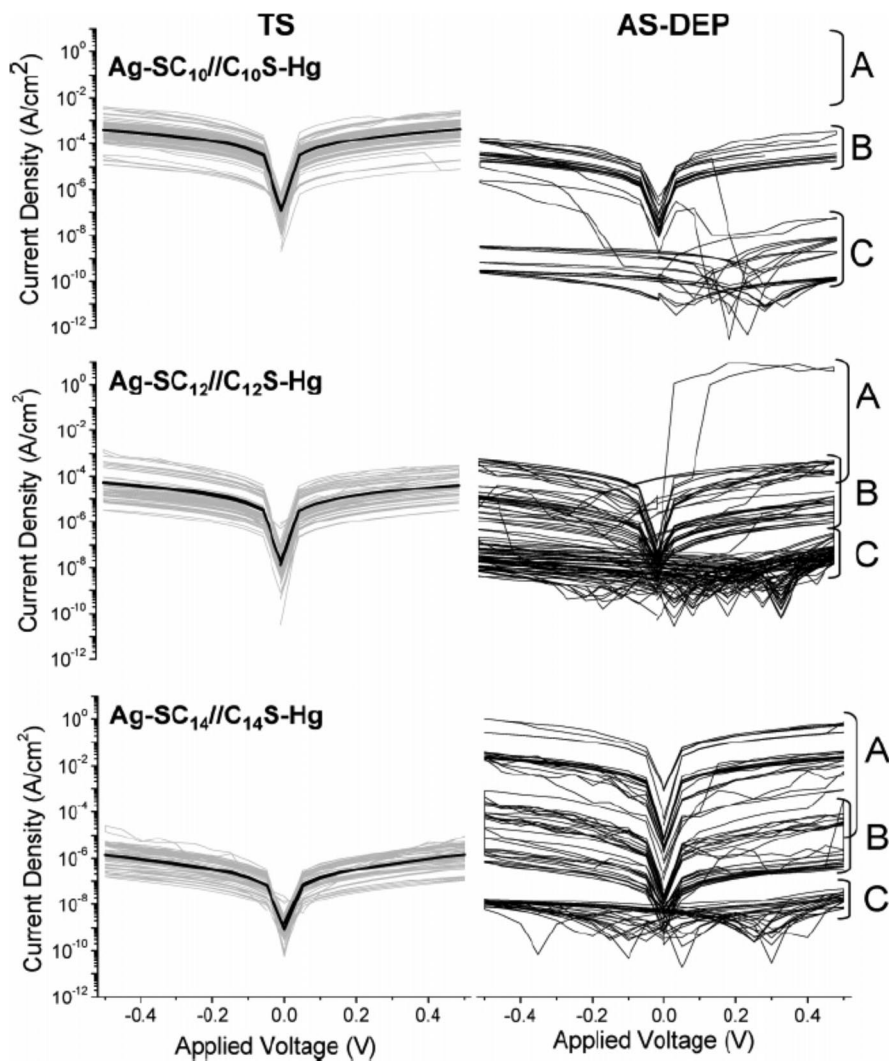 TS
AS-DEP
Ag-SC10//C10S-Hg
Current Density (A/cm2)
10^0
10^-2
10^-4
10^-6
10^-8
10^-10
10^-12
A
B
C
Ag-SC12//C12S-Hg
Current Density (A/cm2)
10^0
10^-2
10^-4
10^-6
10^-8
10^-10
10^-12
A
B
C
Ag-SC14//C14S-Hg
Current Density (A/cm2)
10^0
10^-2
10^-4
10^-6
10^-8
10^-10
10^-12
A
B
C
-0.4 -0.2 0.0 0.2 0.4
-0.4 -0.2 0.0 0.2 0.4
Applied Voltage (V)
Applied Voltage (V)